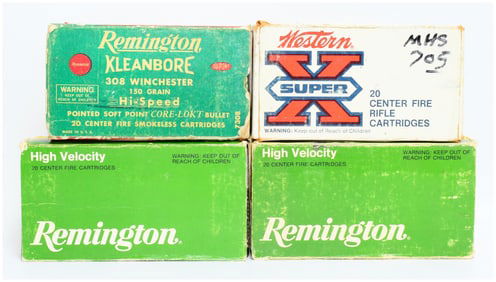 Remington
KLEANBORE
308 WINCHESTER
150 GRAIN
Hi-Speed
WARNING:
KEEP OUT OF REACH
OF CHILDREN
POINTED SOFT POINT CORE-LOKT BULLET
20 CENTER FIRE SMOKELESS CARTRIDGES
MADE IN U.S.A.
Western
X
SUPER
MHS
705
20
CENTER FIRE
RIFLE
CARTRIDGES
WARNING: Keep out of Reach of Children
High Velocity
20 CENTER FIRE CARTRIDGES
WARNING: KEEP OUT OF
REACH OF CHILDREN
Remington
High Velocity
20 CENTER FIRE CARTRIDGES
WARNING: KEEP OUT OF
REACH OF CHILDREN
Remington